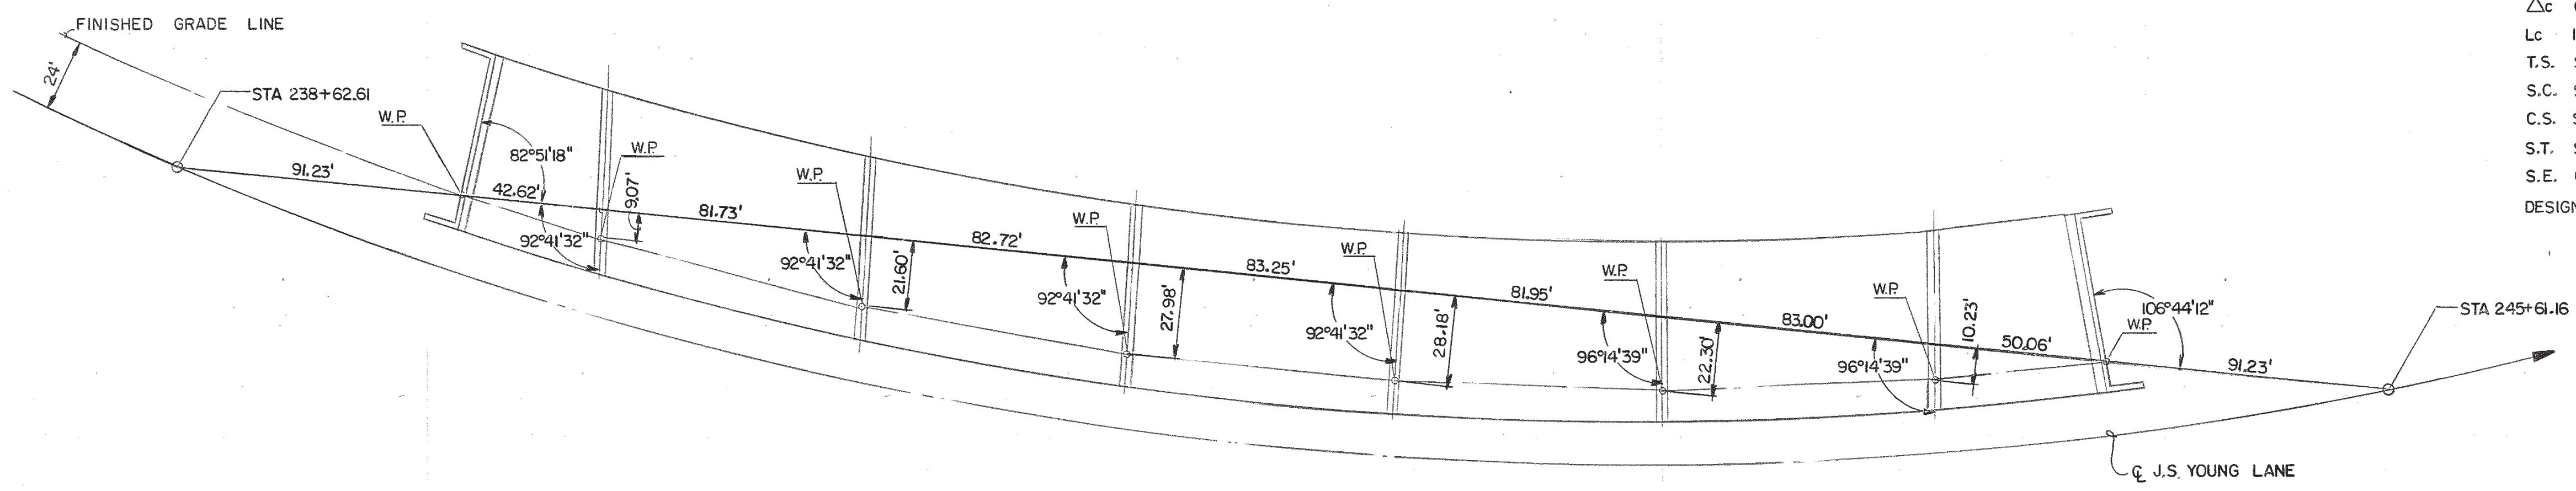 FINISHED GRADE LINE
24'
STA 238+62.61
W.P.
91.23'
82°51'18"
42.62'
92°41'32"
W.P.
9.07'
81.73'
W.P.
92°41'32"
21.60'
82.72'
W.P.
92°41'32"
27.98'
83.25'
W.P.
92°41'32"
28.18'
81.95'
W.P.
96°14'39"
22.30'
83.00'
W.P.
96°14'39"
10.23'
50.06'
106°44'12"
W.P.
91.23'
STA 245+61.16
℄ J.S. YOUNG LANE
Δc
Lc
T.S.
S.C.
C.S.
S.T.
S.E.